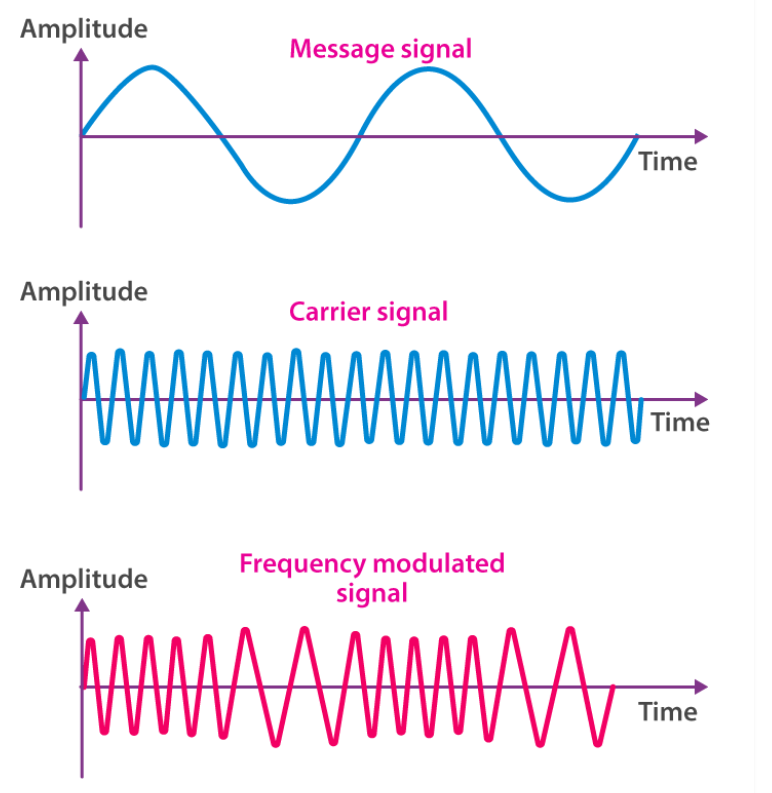 Amplitude
Message signal
Time
Amplitude
Carrier signal
Time
Frequency modulated
signal
Amplitude
Time